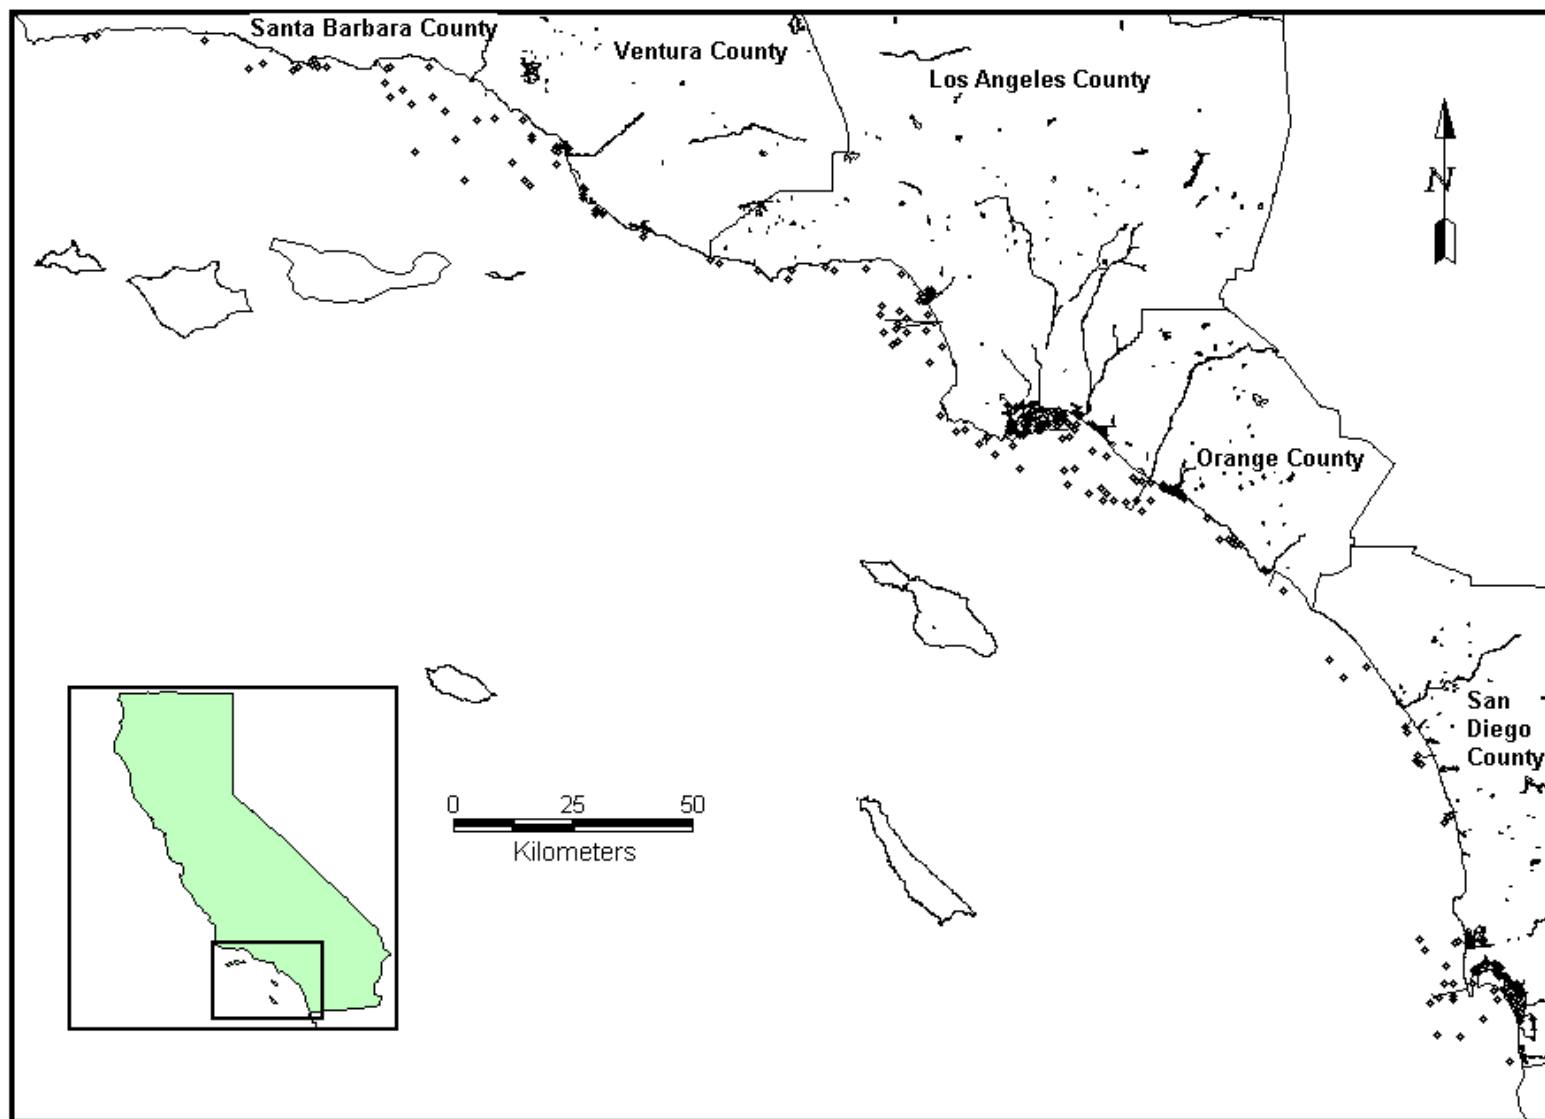 Santa Barbara County
Ventura County
Los Angeles County
N
Orange County
San
Diego
County
0 25 50
Kilometers